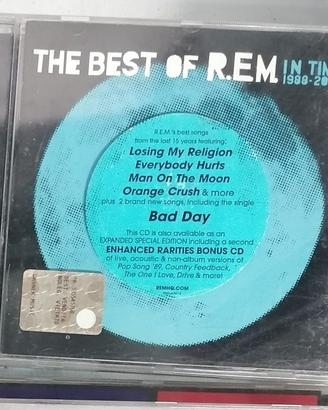 THE BEST OF R.E.M.
IN TIM
1988-20
R.E.M.'s best songs
from the last 15 years featuring:
Losing My Religion
Everybody Hurts
Man On The Moon
Orange Crush & more
plus 2 brand new songs, including the single
Bad Day
This CD is also available as an
EXPANDED SPECIAL EDITION including a second
ENHANCED RARITIES BONUS CD
of live, acoustic & non-album versions of
Pop Song '89, Country Feedback,
The One I Love, Drive & more!
REMHQ.COM